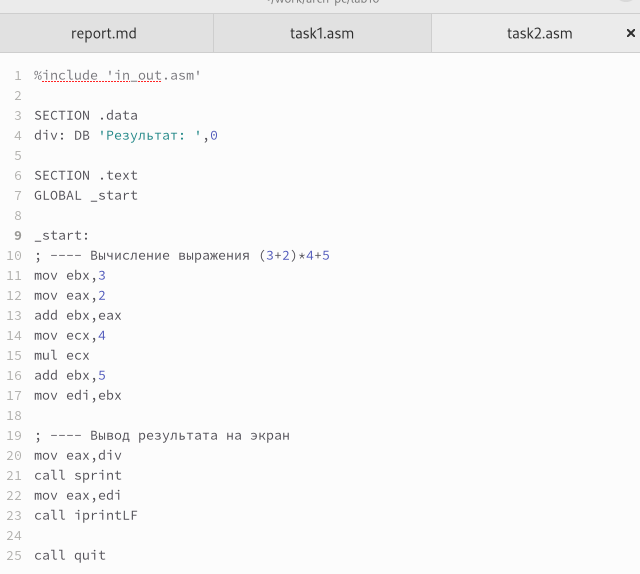 report.md task1.asm task2.asm ×
1 %include 'in_out.asm'
2
3 SECTION .data
4 div: DB 'Результат: ',0
5
6 SECTION .text
7 GLOBAL _start
8
9 _start:
10 ; ---- Вычисление выражения (3+2)*4+5
11 mov ebx,3
12 mov eax,2
13 add ebx,eax
14 mov ecx,4
15 mul ecx
16 add ebx,5
17 mov edi,ebx
18
19 ; ---- Вывод результата на экран
20 mov eax,div
21 call sprint
22 mov eax,edi
23 call iprintLF
24
25 call quit